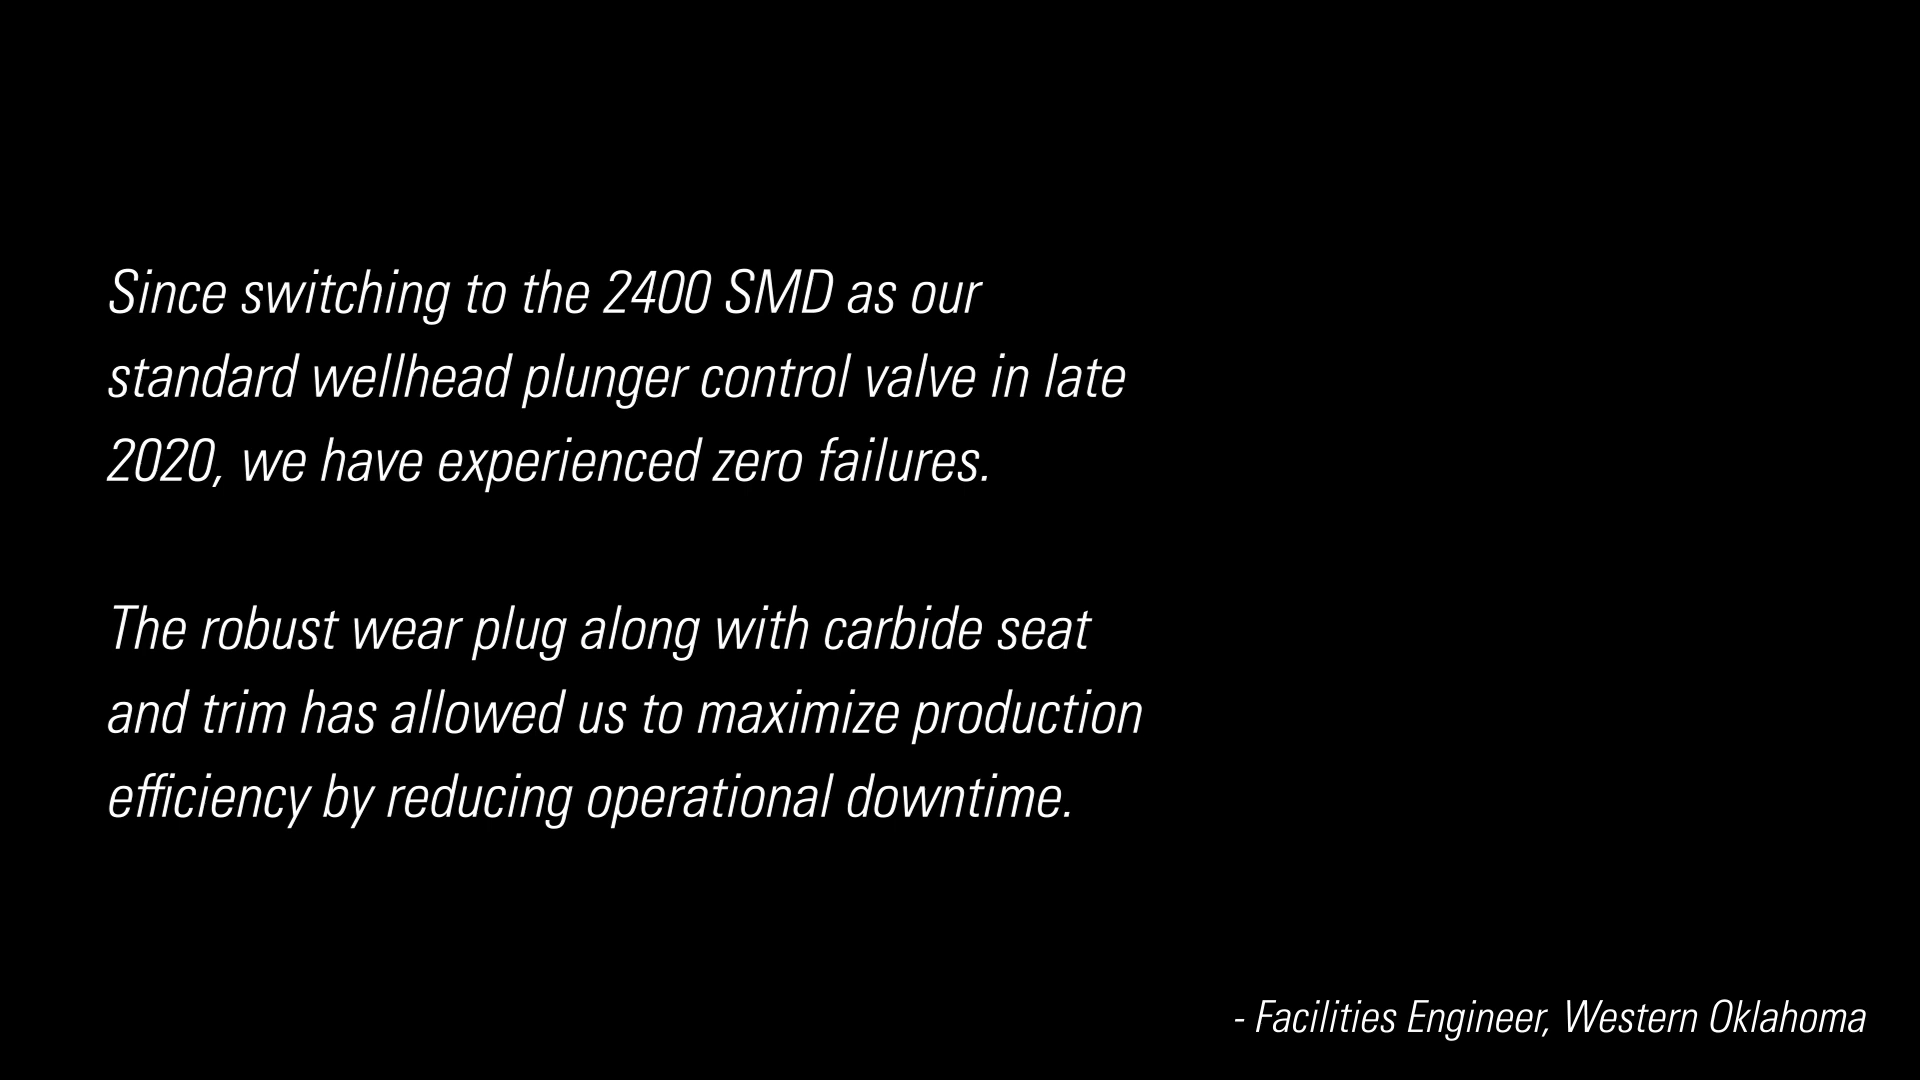 Since switching to the 2400 SMD as our
standard wellhead plunger control valve in late
2020, we have experienced zero failures.
The robust wear plug along with carbide seat
and trim has allowed us to maximize production
efficiency by reducing operational downtime.
- Facilities Engineer, Western Oklahoma